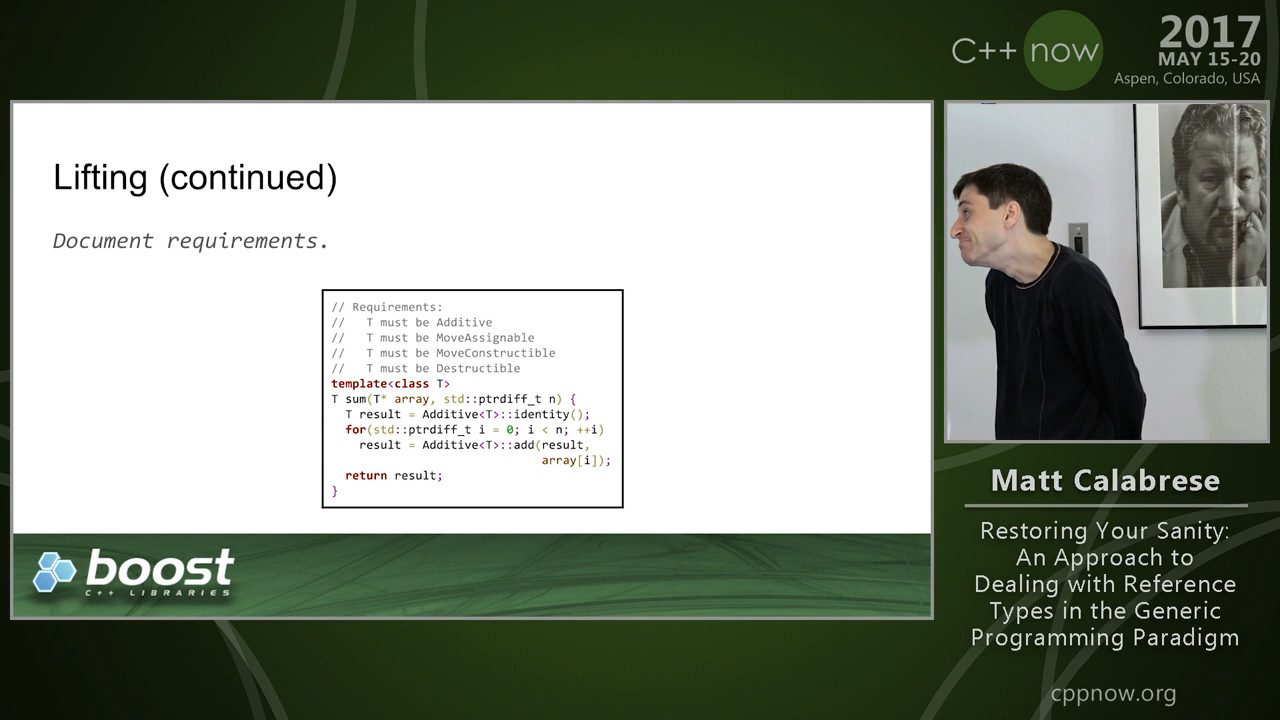 C++ now
2017
MAY 15-20
Aspen, Colorado, USA
Lifting (continued)
Document requirements.
// Requirements:
//   T must be Additive
//   T must be MoveAssignable
//   T must be MoveConstructible
//   T must be Destructible
template<class T>
T sum(T* array, std::ptrdiff_t n) {
  T result = Additive<T>::identity();
  for(std::ptrdiff_t i = 0; i < n; ++i)
    result = Additive<T>::add(result,
                              array[i]);
  return result;
}
boost
C++ LIBRARIES
Matt Calabrese
Restoring Your Sanity:
An Approach to
Dealing with Reference
Types in the Generic
Programming Paradigm
cppnow.org